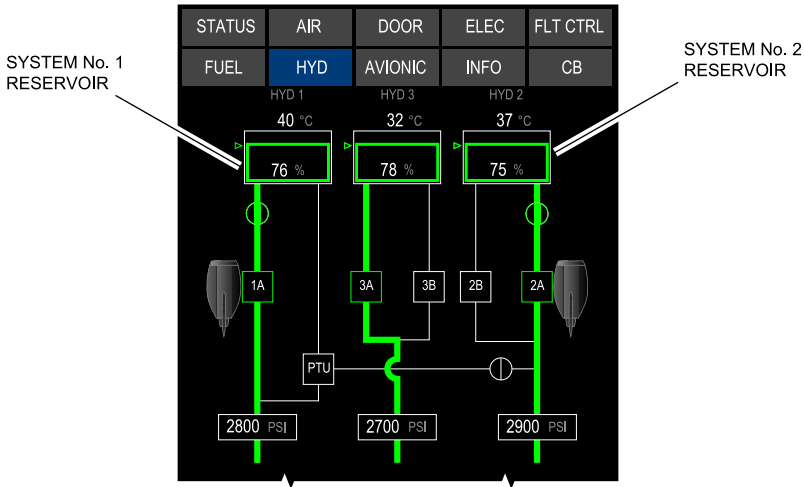 STATUS AIR DOOR ELEC FLT CTRL
FUEL HYD AVIONIC INFO CB
SYSTEM No. 1
RESERVOIR
SYSTEM No. 2
RESERVOIR
HYD 1 HYD 3 HYD 2
40 °C 32 °C 37 °C
76 % 78 % 75 %
1A 3A 3B 2B 2A
PTU
2800 PSI 2700 PSI 2900 PSI